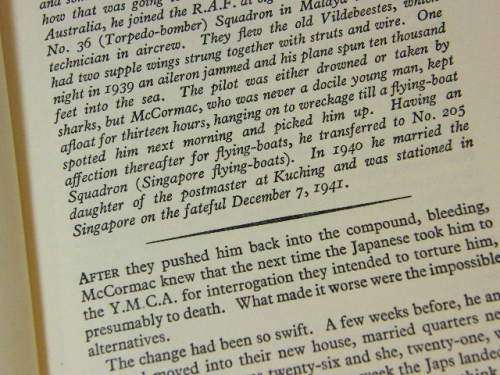 how that was going to
Australia, he joined the R.A.F. at
No. 36 (Torpedo-bomber) Squadron in Malaya
technician in aircrew. They flew the old Vildebeestes, which
had two supple wings strung together with struts and wire. One
night in 1939 an aileron jammed and his plane spun ten thousand
feet into the sea. The pilot was either drowned or taken by
sharks, but McCormac, who was never a docile young man, kept
afloat for thirteen hours, hanging on to wreckage till a flying-boat
spotted him next morning and picked him up. Having an
affection thereafter for flying-boats, he transferred to No. 205
Squadron (Singapore flying-boats). In 1940 he married the
daughter of the postmaster at Kuching and was stationed in
Singapore on the fateful December 7, 1941.
AFTER they pushed him back into the compound, bleeding,
McCormac knew that the next time the Japanese took him to
the Y.M.C.A. for interrogation they intended to torture him,
presumably to death. What made it worse were the impossible
alternatives.
The change had been so swift. A few weeks before, he an
moved into their new house, married quarters ne
twenty-six and she, twenty-one,
week the Japs lande